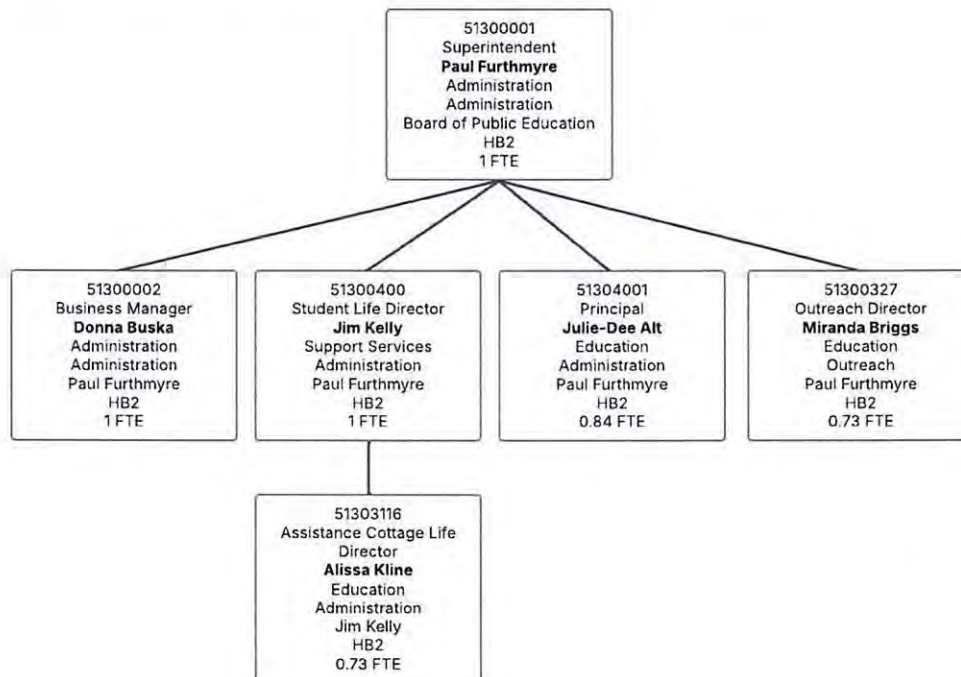 51300001
Superintendent
Paul Furthmyre
Administration
Administration
Board of Public Education
HB2
1 FTE
51300002
Business Manager
Donna Buska
Administration
Administration
Paul Furthmyre
HB2
1 FTE
51300400
Student Life Director
Jim Kelly
Support Services
Administration
Paul Furthmyre
HB2
1 FTE
51304001
Principal
Julie-Dee Alt
Education
Administration
Paul Furthmyre
HB2
0.84 FTE
51300327
Outreach Director
Miranda Briggs
Education
Outreach
Paul Furthmyre
HB2
0.73 FTE
51303116
Assistance Cottage Life
Director
Alissa Kline
Education
Administration
Jim Kelly
HB2
0.73 FTE